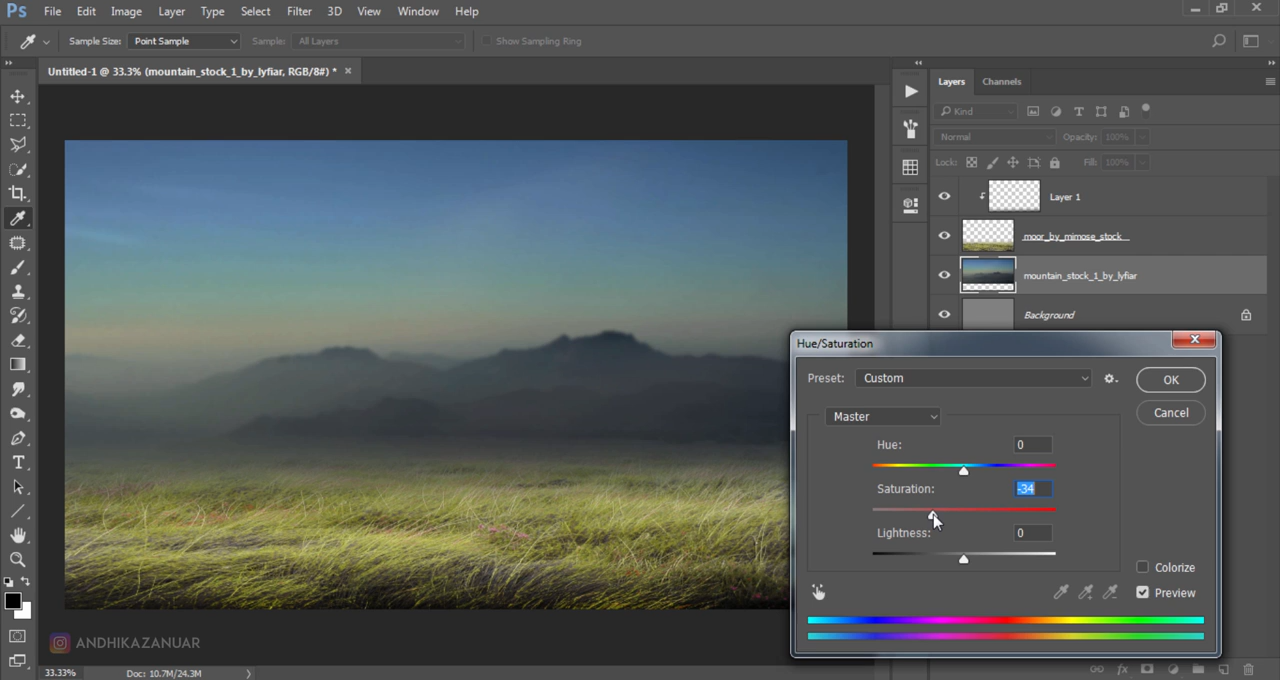 Ps File Edit Image Layer Type Select Filter 3D View Window Help
Sample Size: Point Sample Sample: All Layers Show Sampling Ring
Untitled-1 @ 33.3% (mountain_stock_1_by_lyfiar, RGB/8#) * ×
Layers Channels
Kind
Normal Opacity: 100%
Lock: Fill: 100%
Layer 1
moor_by_mimose_stock
mountain_stock_1_by_lyfiar
Background
Hue/Saturation
Preset: Custom OK
Master Cancel
Hue: 0
Saturation: -34
Lightness: 0
Colorize
Preview
ANDHIKAZANUAR
33.33% Doc: 10.7M/24.3M